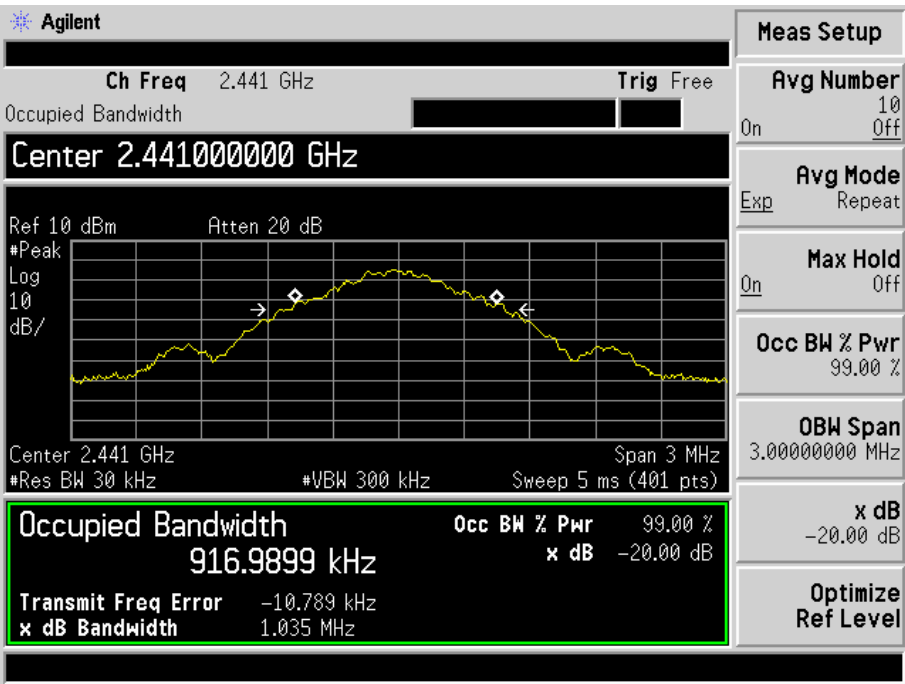 Agilent
Ch Freq 2.441 GHz Trig Free
Occupied Bandwidth
Center 2.441000000 GHz
Ref 10 dBm Atten 20 dB
#Peak
Log
10
dB/
Center 2.441 GHz Span 3 MHz
#Res BW 30 kHz #VBW 300 kHz Sweep 5 ms (401 pts)
Occupied Bandwidth
916.9899 kHz
Occ BW % Pwr 99.00 %
x dB -20.00 dB
Transmit Freq Error -10.789 kHz
x dB Bandwidth 1.035 MHz
Meas Setup
Avg Number
10
On Off
Avg Mode
Exp Repeat
Max Hold
On Off
Occ BW % Pwr
99.00 %
OBW Span
3.00000000 MHz
x dB
-20.00 dB
Optimize
Ref Level